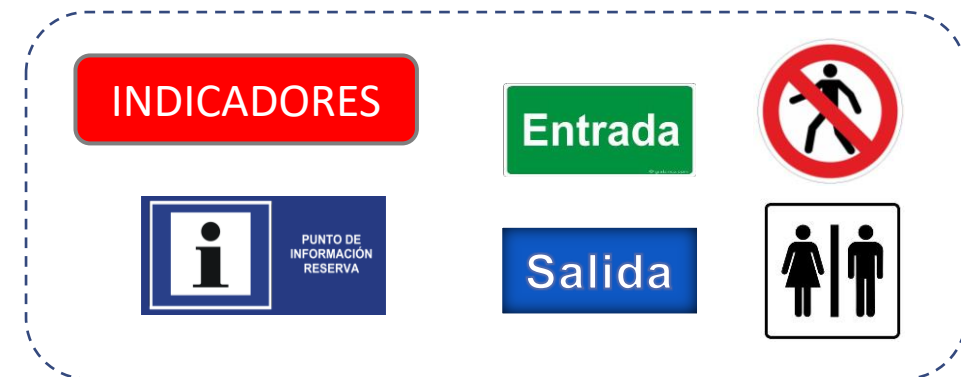 INDICADORES
Entrada
i
PUNTO DE
INFORMACIÓN
RESERVA
Salida